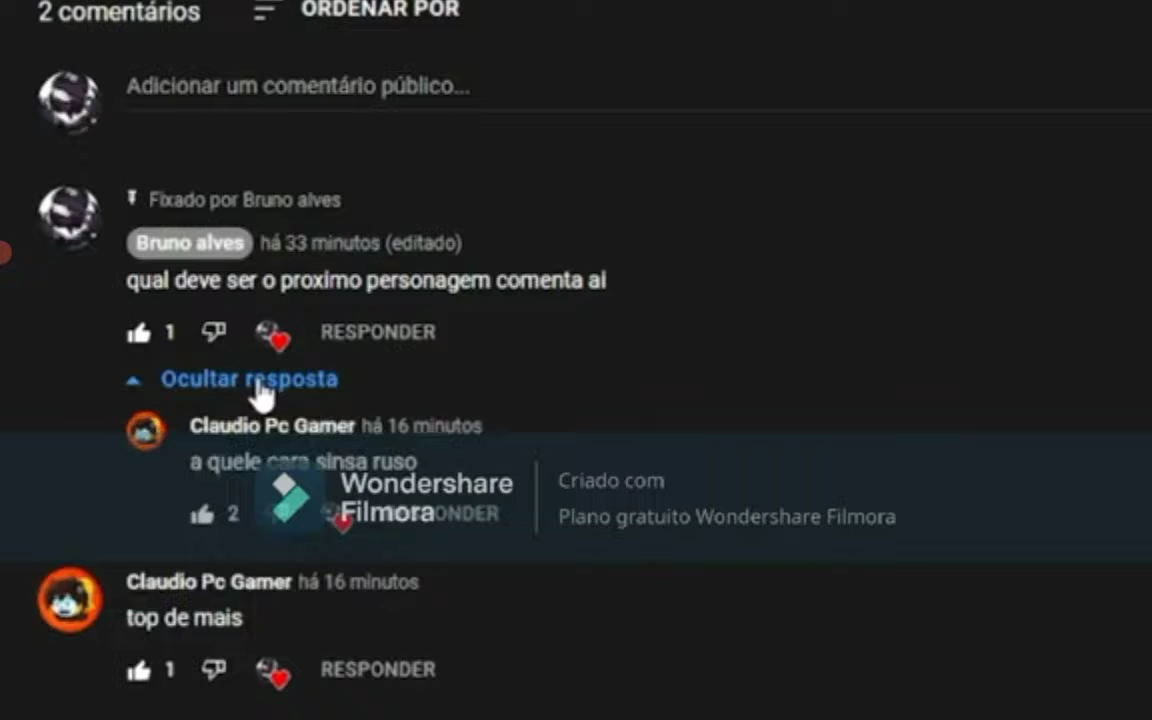 2 comentários ORDENAR POR
Adicionar um comentário público...
Fixado por Bruno alves
Bruno alves há 33 minutos (editado)
qual deve ser o proximo personagem comenta ai
1 RESPONDER
Ocultar resposta
Claudio Pc Gamer há 16 minutos
a quele cara sinsa ruso
2 ONDER
Wondershare
Filmora
Criado com
Plano gratuito Wondershare Filmora
Claudio Pc Gamer há 16 minutos
top de mais
1 RESPONDER